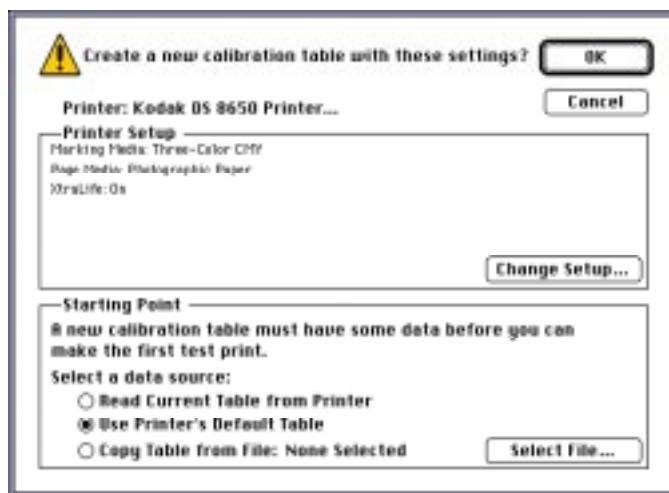 Create a new calibration table with these settings?
OK
Printer: Kodak DS 8650 Printer...
Cancel
Printer Setup
Marking Media: Three-Color CMY
Page Media: Photographic Paper
XtraLife: On
Change Setup...
Starting Point
A new calibration table must have some data before you can
make the first test print.
Select a data source:
Read Current Table from Printer
Use Printer's Default Table
Copy Table from File: None Selected
Select File...